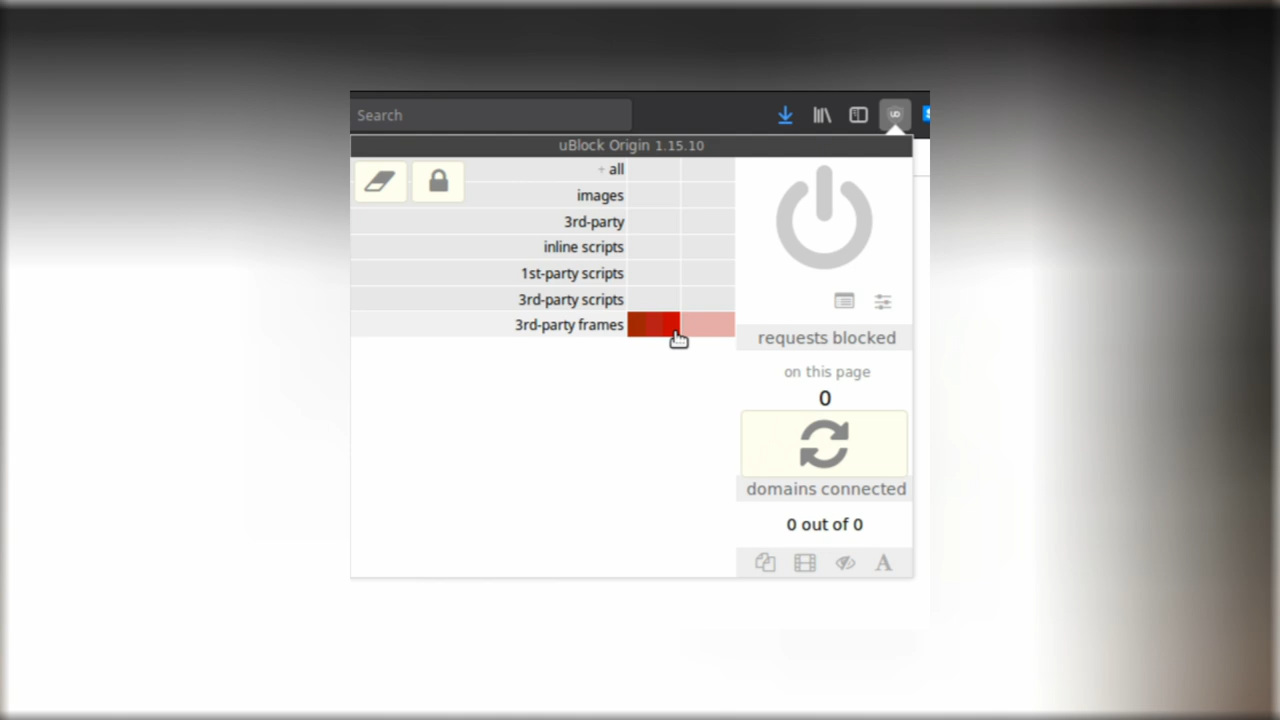 Search
uBlock Origin 1.15.10
+ all
images
3rd-party
inline scripts
1st-party scripts
3rd-party scripts
3rd-party frames
requests blocked
on this page
0
domains connected
0 out of 0
A